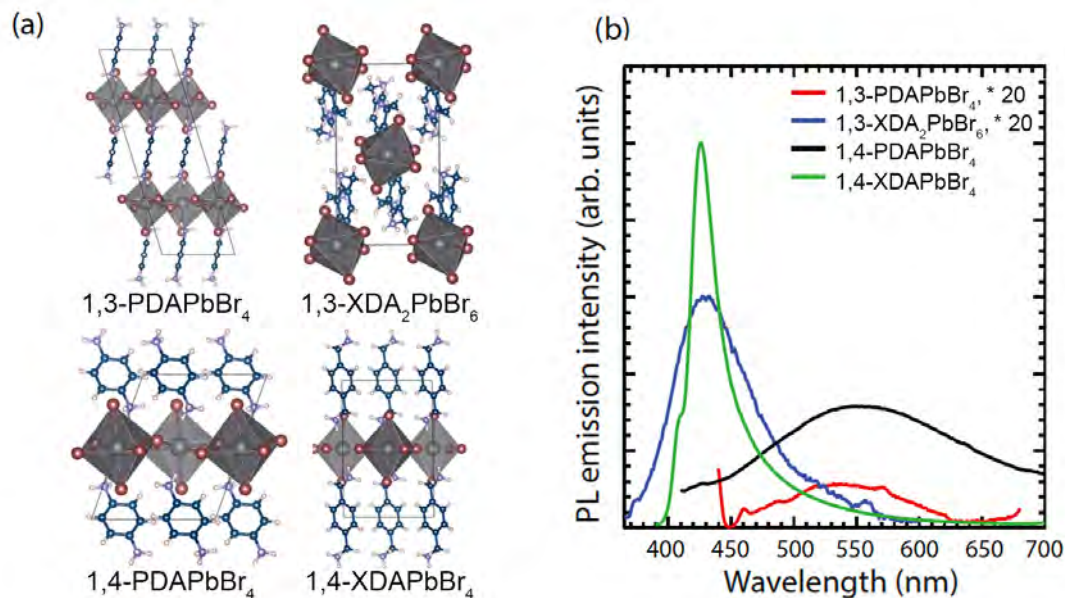 (a)
1,3-PDAPbBr₄
1,3-XDA₂PbBr₆
1,4-PDAPbBr₄
1,4-XDAPbBr₄
(b)
1,3-PDAPbBr₄, * 20
1,3-XDA₂PbBr₆, * 20
1,4-PDAPbBr₄
1,4-XDAPbBr₄
PL emission intensity (arb. units)
400 450 500 550 600 650 700
Wavelength (nm)